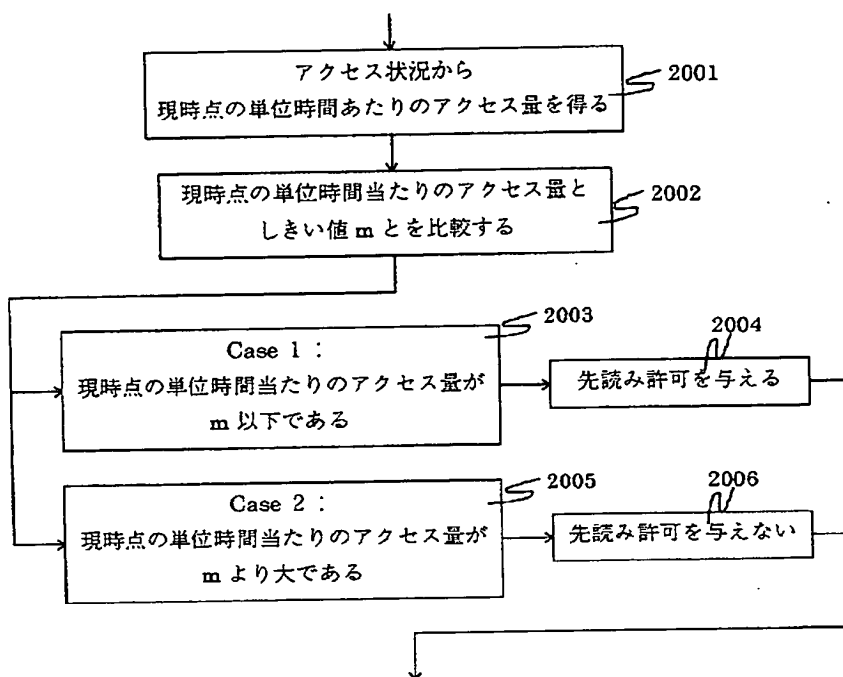 アクセス状況から
現時点の単位時間あたりのアクセス量を得る
2001
現時点の単位時間当たりのアクセス量と
しきい値 m とを比較する
2002
Case 1 :
現時点の単位時間当たりのアクセス量が
m 以下である
2003
先読み許可を与える
2004
Case 2 :
現時点の単位時間当たりのアクセス量が
m より大である
2005
先読み許可を与えない
2006